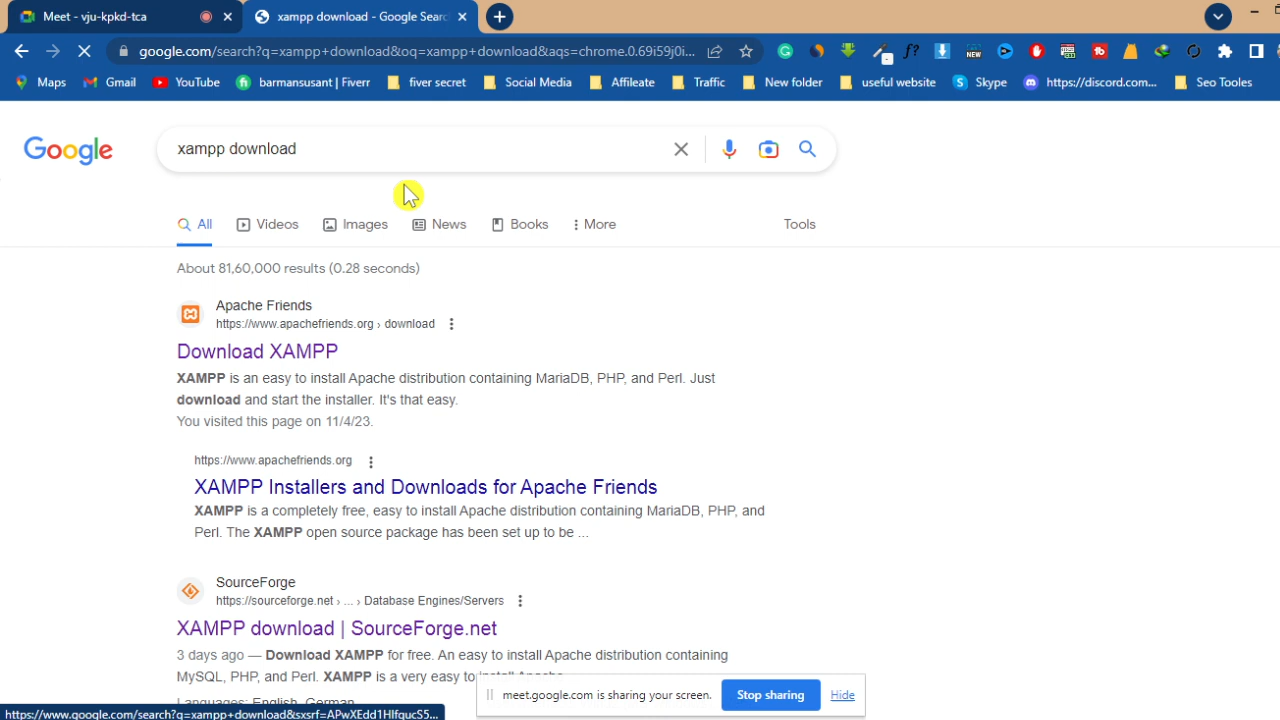 Meet - vju-kpkd-tca
xampp download - Google Sear
google.com/search?q=xampp+download&oq=xampp+download&aqs=chrome.0.69i59j0i...
f?
NEW
Maps
Gmail
YouTube
barmansusant | Fiverr
fiver secret
Social Media
Affileate
Traffic
New folder
useful website
Skype
https://discord.com...
Seo Tooles
Google
xampp download
All
Videos
Images
News
Books
More
Tools
About 81,60,000 results (0.28 seconds)
Apache Friends
https://www.apachefriends.org › download
Download XAMPP
XAMPP is an easy to install Apache distribution containing MariaDB, PHP, and Perl. Just
download and start the installer. It's that easy.
You visited this page on 11/4/23.
https://www.apachefriends.org
XAMPP Installers and Downloads for Apache Friends
XAMPP is a completely free, easy to install Apache distribution containing MariaDB, PHP, and
Perl. The XAMPP open source package has been set up to be ...
SourceForge
https://sourceforge.net › ... › Database Engines/Servers
XAMPP download | SourceForge.net
3 days ago — Download XAMPP for free. An easy to install Apache distribution containing
MySQL, PHP, and Perl. XAMPP is a very easy to install Apache
Languages: English, German
meet.google.com is sharing your screen.
Stop sharing
Hide